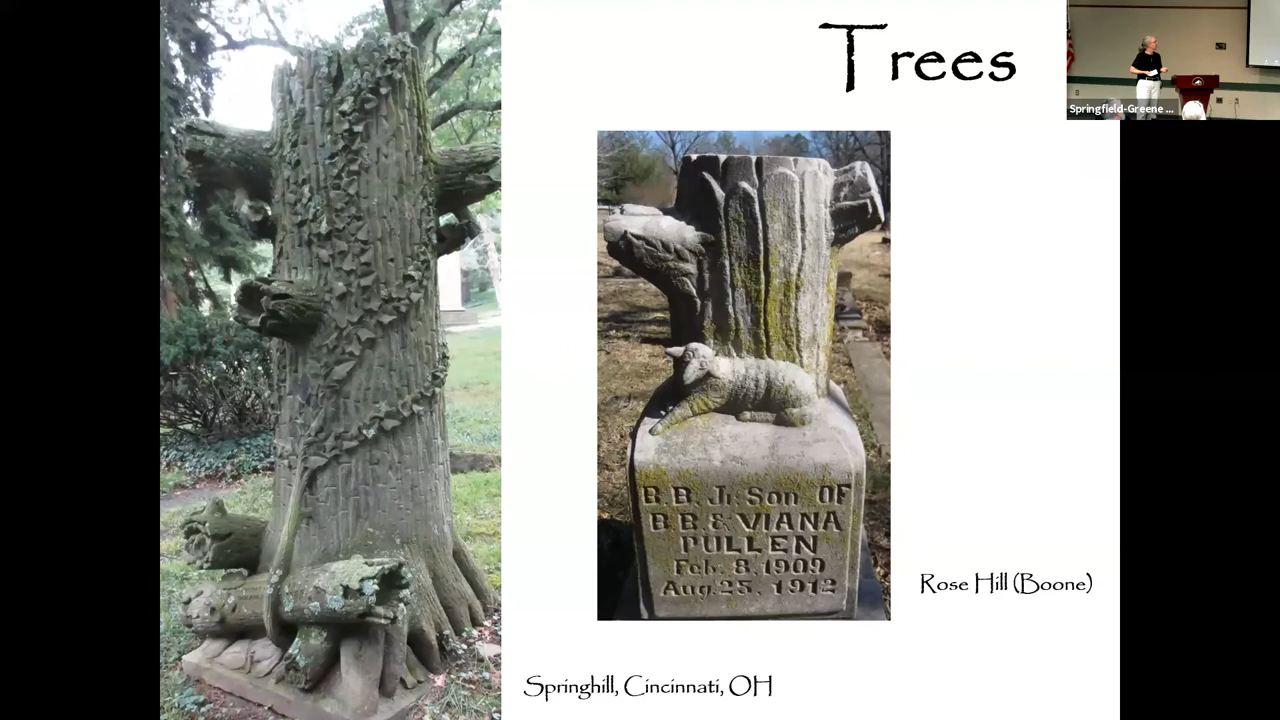 Trees
Springfield-Greene ...
B.B. Jr. Son OF
B.B. & VIANA
PULLEN
Feb. 8, 1909
Aug. 25, 1912
Rose Hill (Boone)
Springhill, Cincinnati, OH